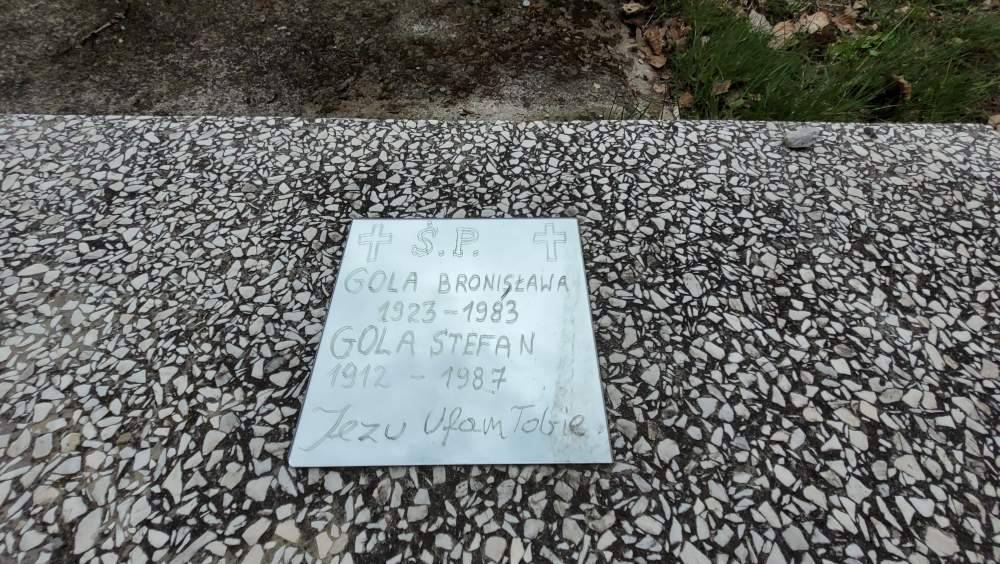 Ś.P.
GOLA BRONISŁAWA
1923 - 1983
GOLA STEFAN
1912 - 1987
Jezu Ufam Tobie